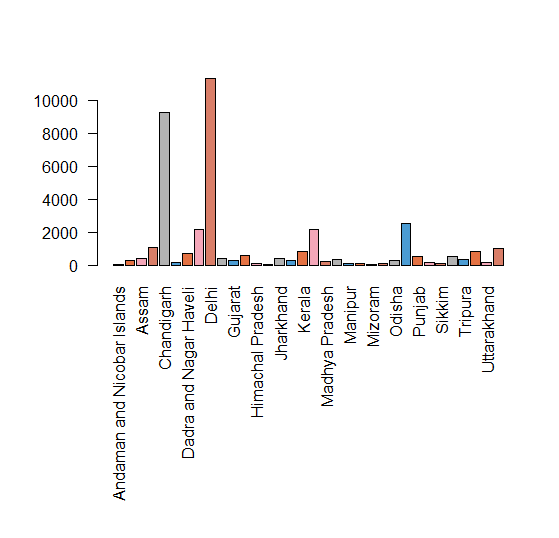 10000
8000
6000
4000
2000
0
Andaman and Nicobar Islands
Assam
Chandigarh
Dadra and Nagar Haveli
Delhi
Gujarat
Himachal Pradesh
Jharkhand
Kerala
Madhya Pradesh
Manipur
Mizoram
Odisha
Punjab
Sikkim
Tripura
Uttarakhand